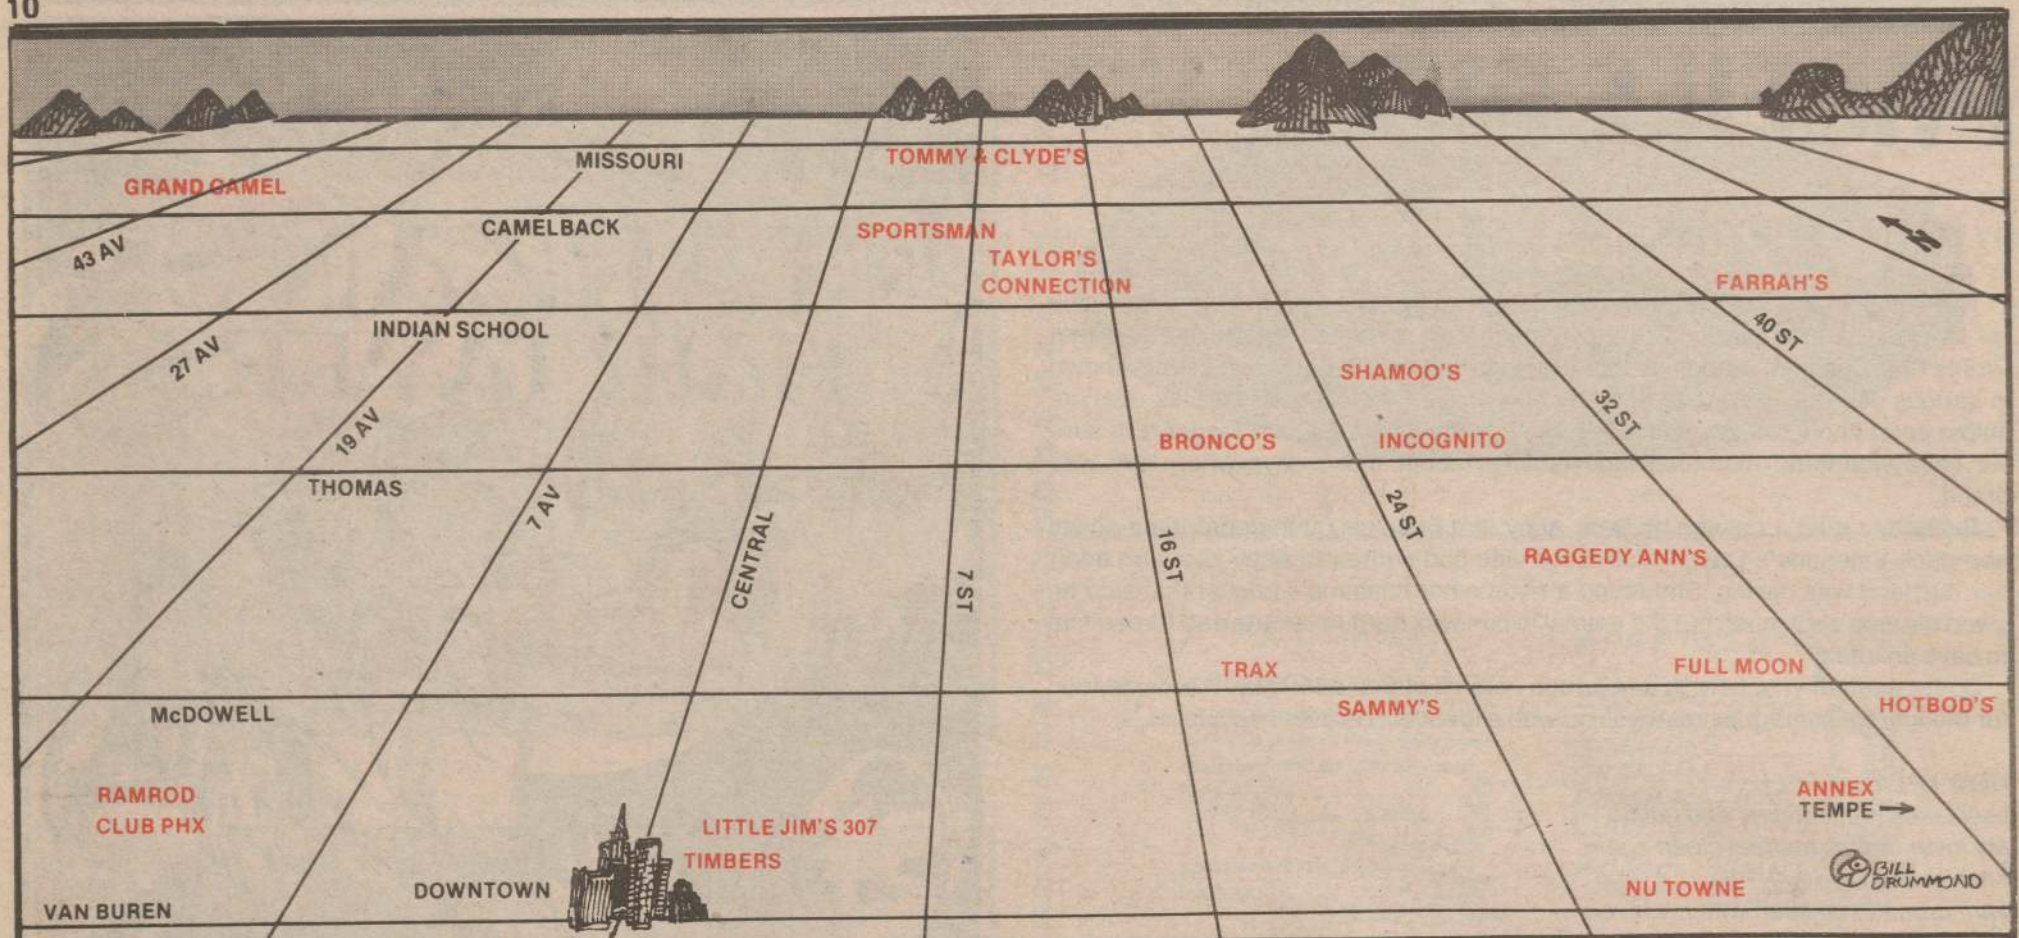 10
MISSOURI
TOMMY & CLYDE'S
GRAND CAMEL
CAMELBACK
SPORTSMAN
43 AV
TAYLOR'S
CONNECTION
N
FARRAH'S
INDIAN SCHOOL
27 AV
40 ST
SHAMOO'S
32 ST
19 AV
BRONCO'S
INCOGNITO
THOMAS
7 AV
CENTRAL
7 ST
16 ST
24 ST
RAGGEDY ANN'S
TRAX
FULL MOON
McDOWELL
SAMMY'S
HOTBOD'S
RAMROD
CLUB PHX
ANNEX
TEMPE
LITTLE JIM'S 307
TIMBERS
DOWNTOWN
NU TOWNE
BILL
DRUMMOND
VAN BUREN